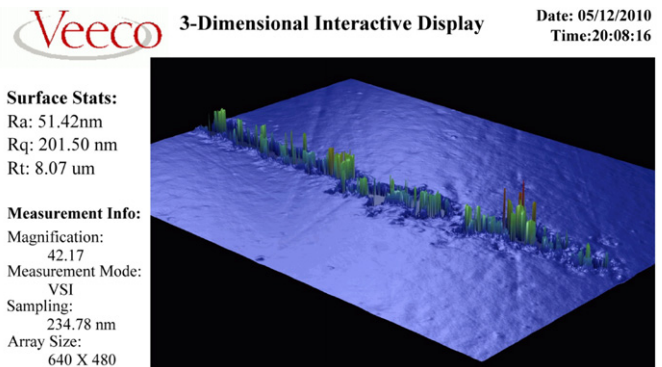 Veeco
3-Dimensional Interactive Display
Date: 05/12/2010
Time:20:08:16
Surface Stats:
Ra: 51.42nm
Rq: 201.50 nm
Rt: 8.07 um
Measurement Info:
Magnification:
42.17
Measurement Mode:
VSI
Sampling:
234.78 nm
Array Size:
640 X 480